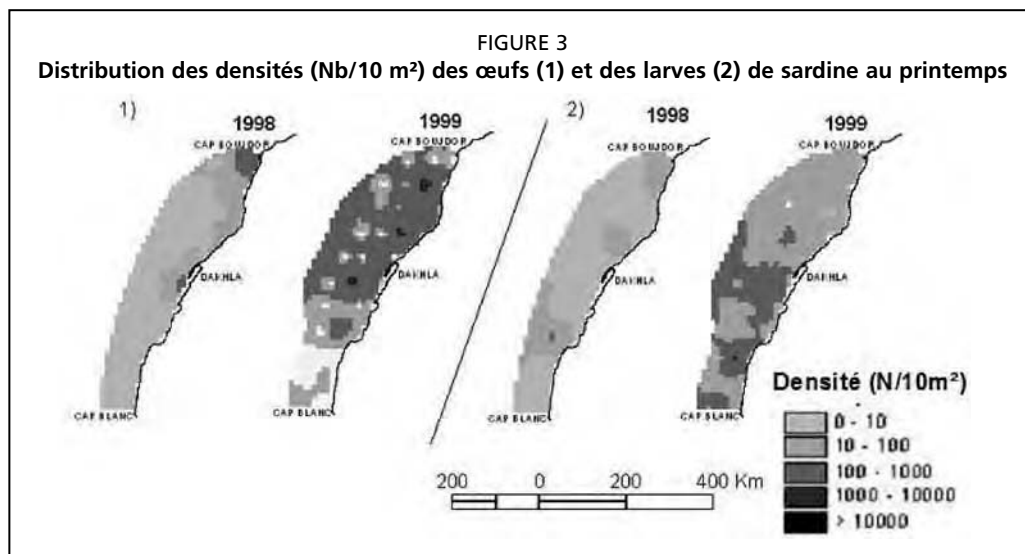 FIGURE 3
Distribution des densités (Nb/10 m²) des œufs (1) et des larves (2) de sardine au printemps
1)
1998
CAP BOUJDOR
DAKHLA
CAP BLANC
1999
CAP BOUJDOR
DAKHLA
CAP BLANC
2)
1998
CAP BOUJDOR
DAKHLA
CAP BLANC
1999
CAP BOUJDOR
DAKHLA
CAP BLANC
Densité (N/10m²)
0 - 10
10 - 100
100 - 1000
1000 - 10000
> 10000
200 0 200 400 Km